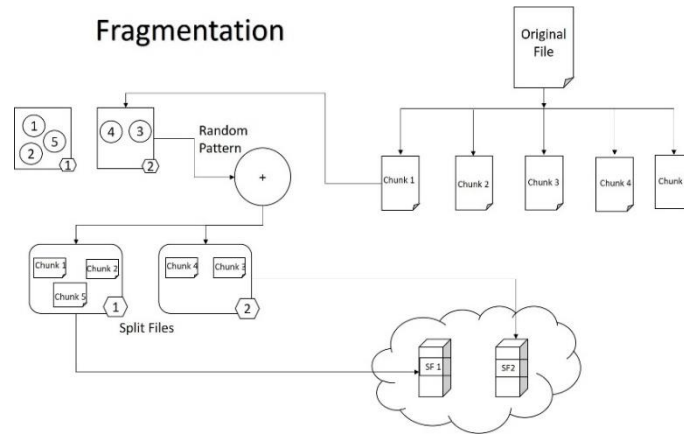 Fragmentation
Original
File
1
5
2
1
4
3
2
Random
Pattern
+
Chunk 1
Chunk 2
Chunk 3
Chunk 4
Chunk
Chunk 1
Chunk 2
Chunk 5
1
Chunk 4
Chunk 3
2
Split Files
SF 1
SF2